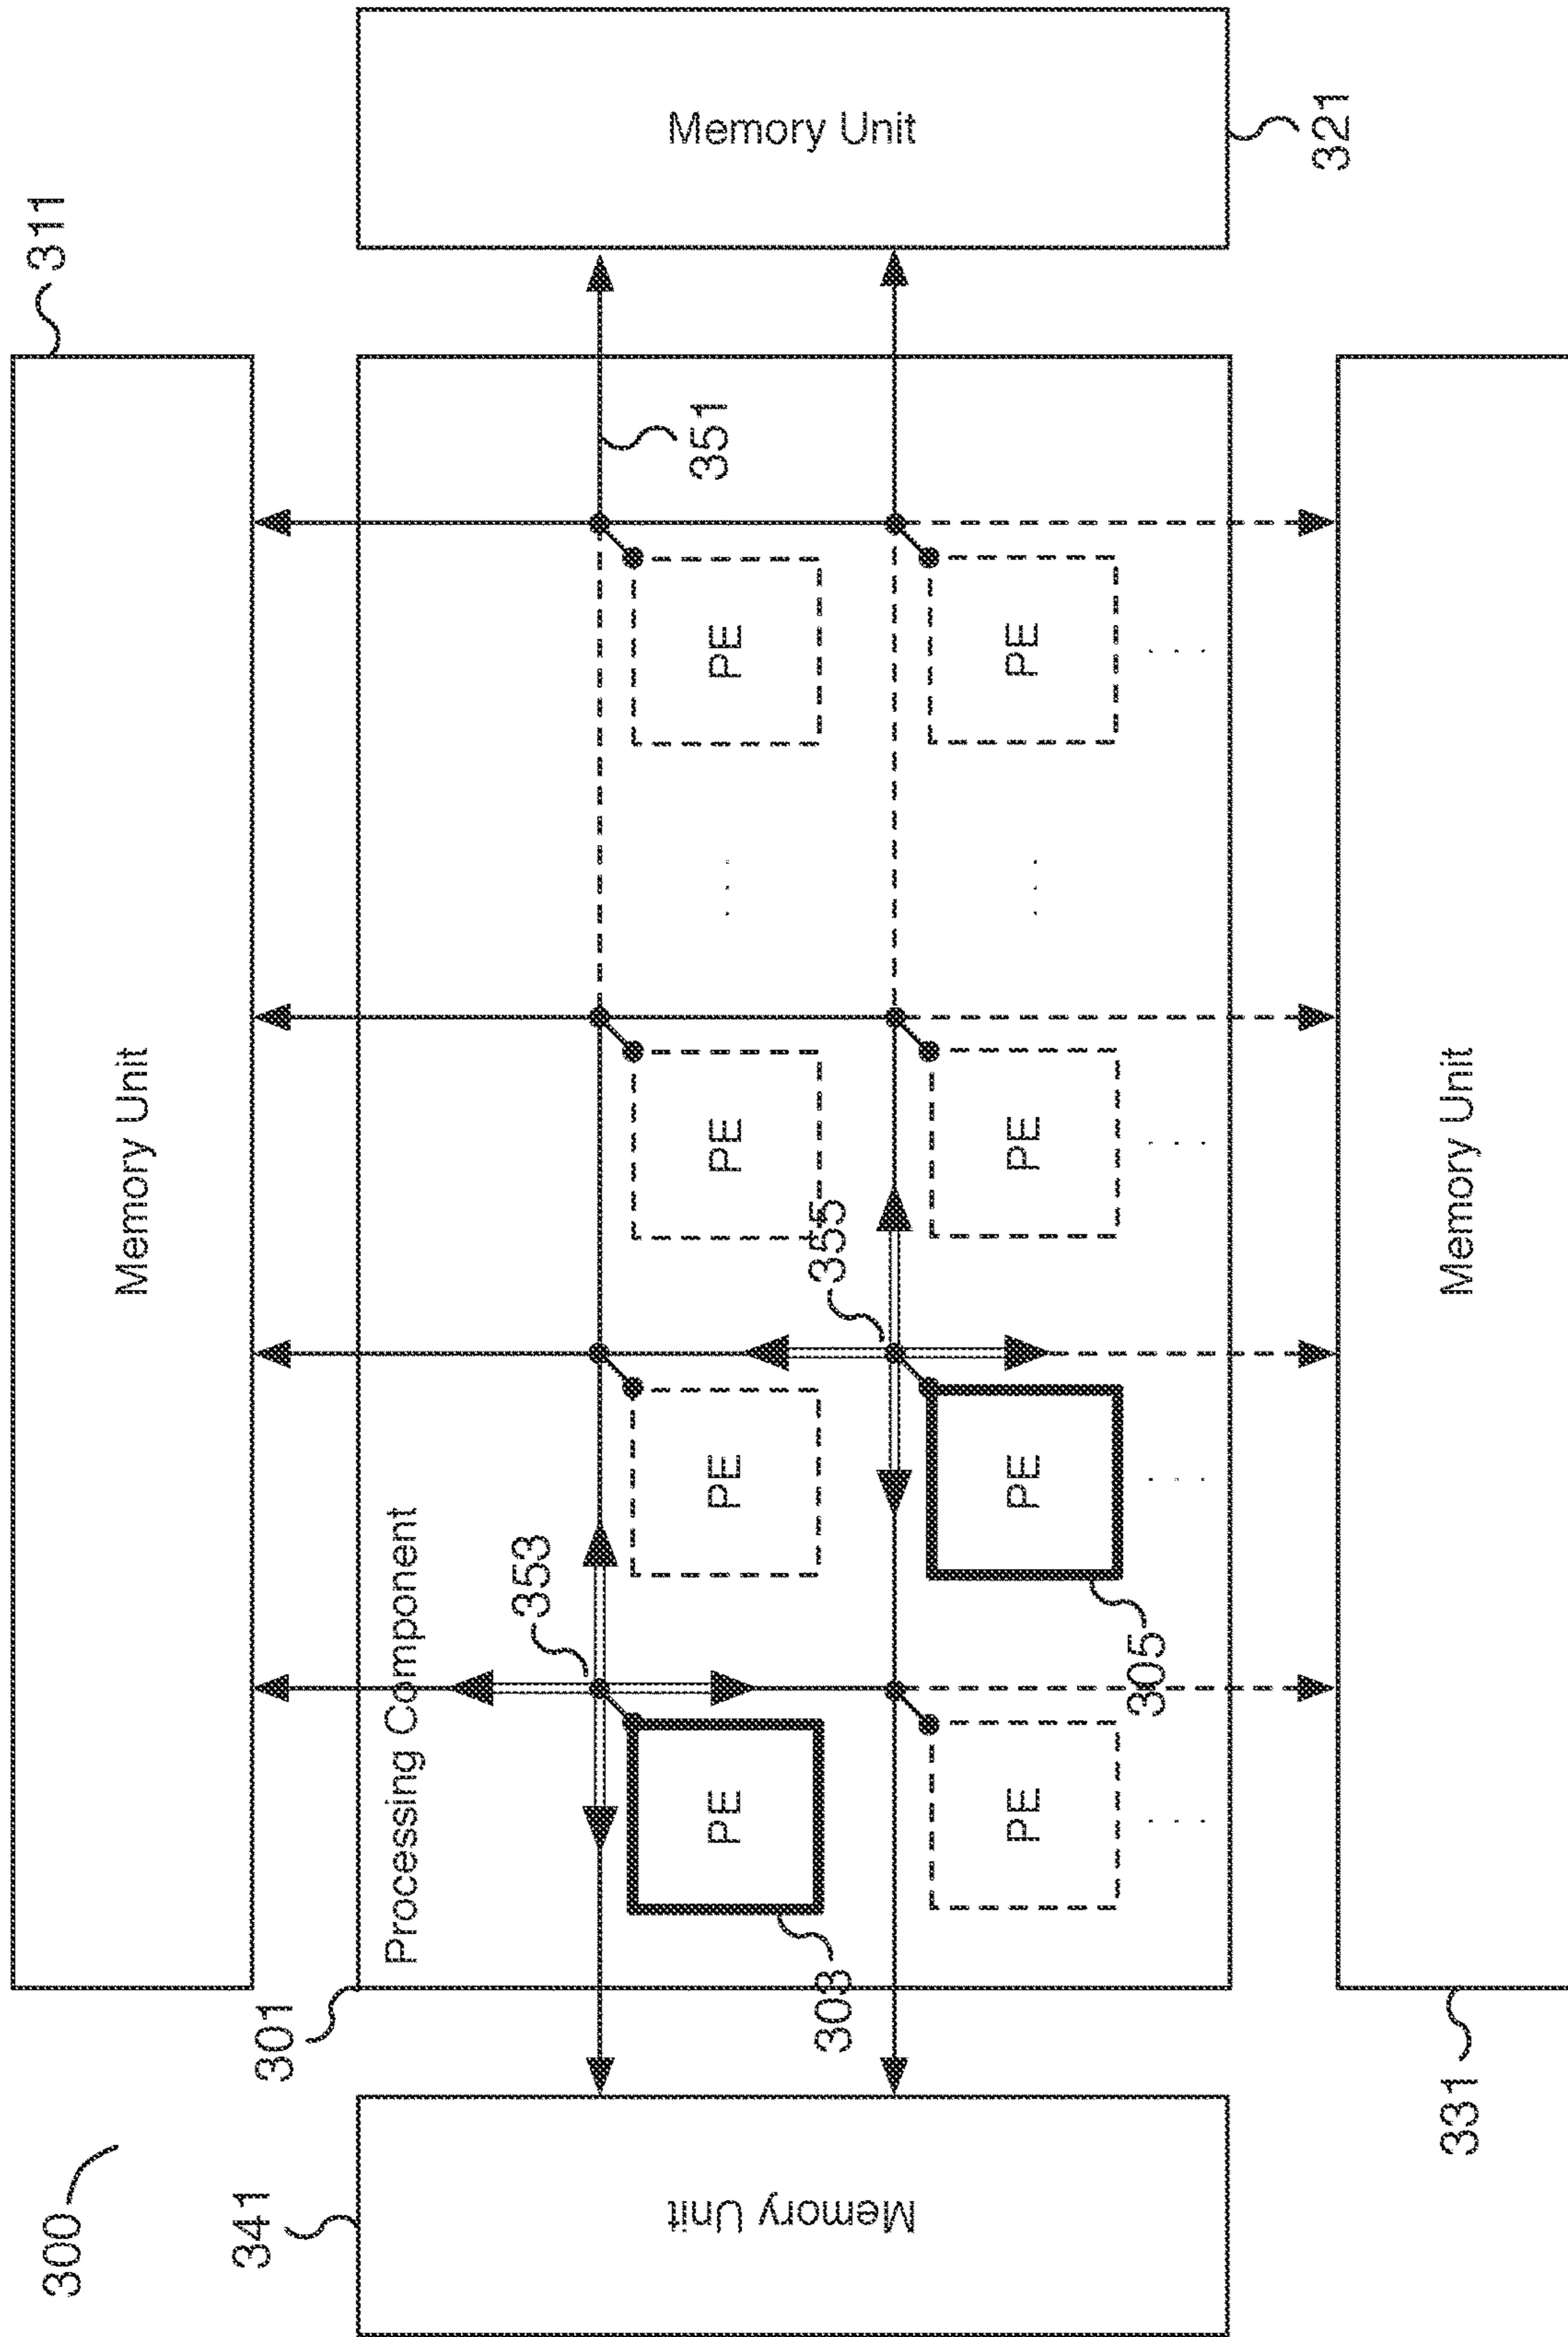 300
311
Memory Unit
341
301
Processing Component
353
351
Memory Unit
PE
PE
PE
...
PE
Memory Unit
303
355
PE
PE
PE
...
PE
305
321
331
Memory Unit